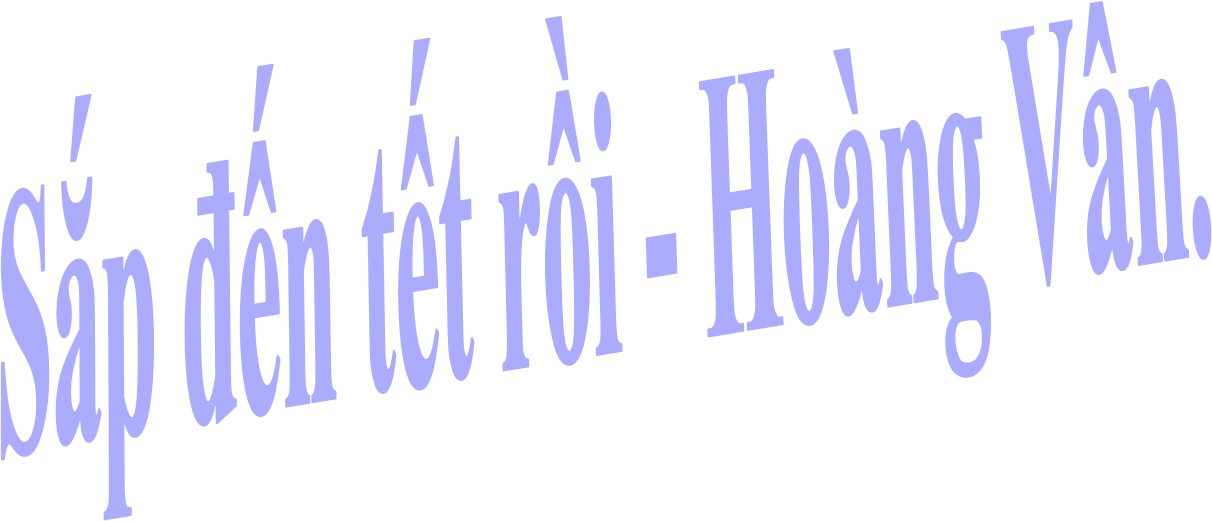 Sắp đến tết rồi - Hoàng Vân.